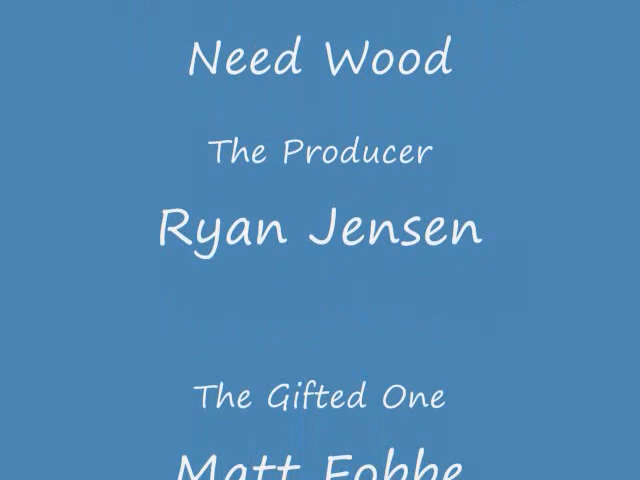 Need Wood
The Producer
Ryan Jensen
The Gifted One
Matt Fobbe